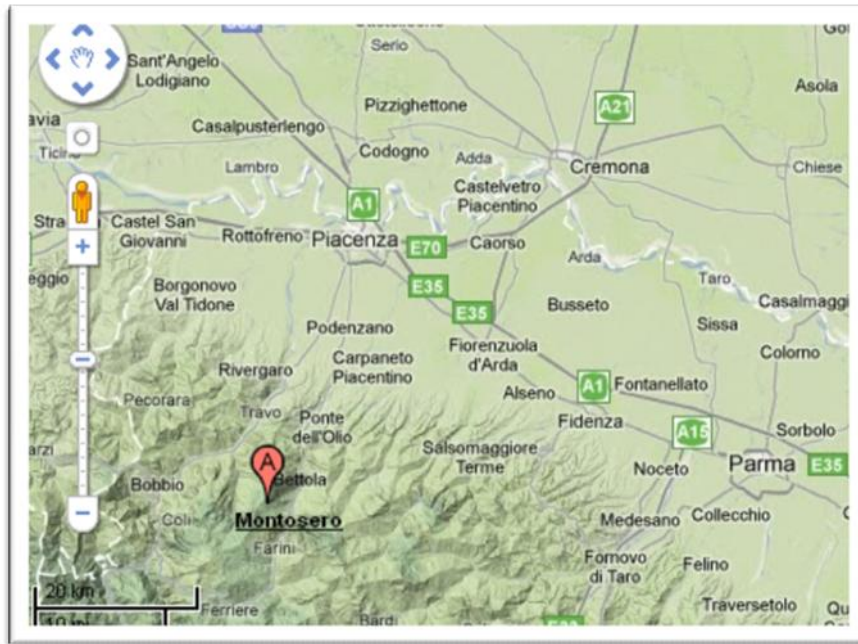 Serio
Goi
Sant'Angelo
Lodigiano
Asola
Pizzighettone
A21
avia
Casalpusterlengo
Ticino
Codogno
Lambro
Adda
Cremona
Chiese
Castelvetro
Piacentino
A1
Stra
Castel San
Giovanni
Rottofreno
Piacenza
E70
Caorso
Arda
eggio
Borgonovo
Val Tidone
E35
Taro
Busseto
Casalmaggi
E35
Sissa
Podenzano
Fiorenzuola
d'Arda
Colorno
Carpaneto
Piacentino
Rivergaro
A1
Fontanellato
Alseno
Pecorara
Travo
Ponte
dell'Olio
Fidenza
A15
Sorbolo
arzi
Salsomaggiore
Terme
A
Noceto
Parma
E35
Bobbio
Bettola
Coli
Montosero
Medesano
Collecchio
Farini
Fornovo
di Taro
Felino
20 km
Ferriere
Bardi
Traversetolo
Qu